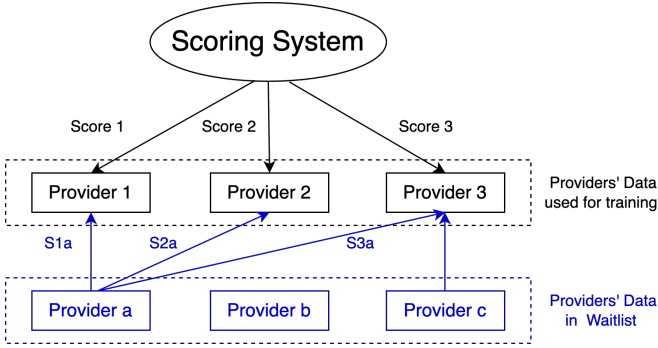 Scoring System
Score 1
Score 2
Score 3
Provider 1
Provider 2
Provider 3
Providers' Data
used for training
S1a
S2a
S3a
Provider a
Provider b
Provider c
Providers' Data
in Waitlist